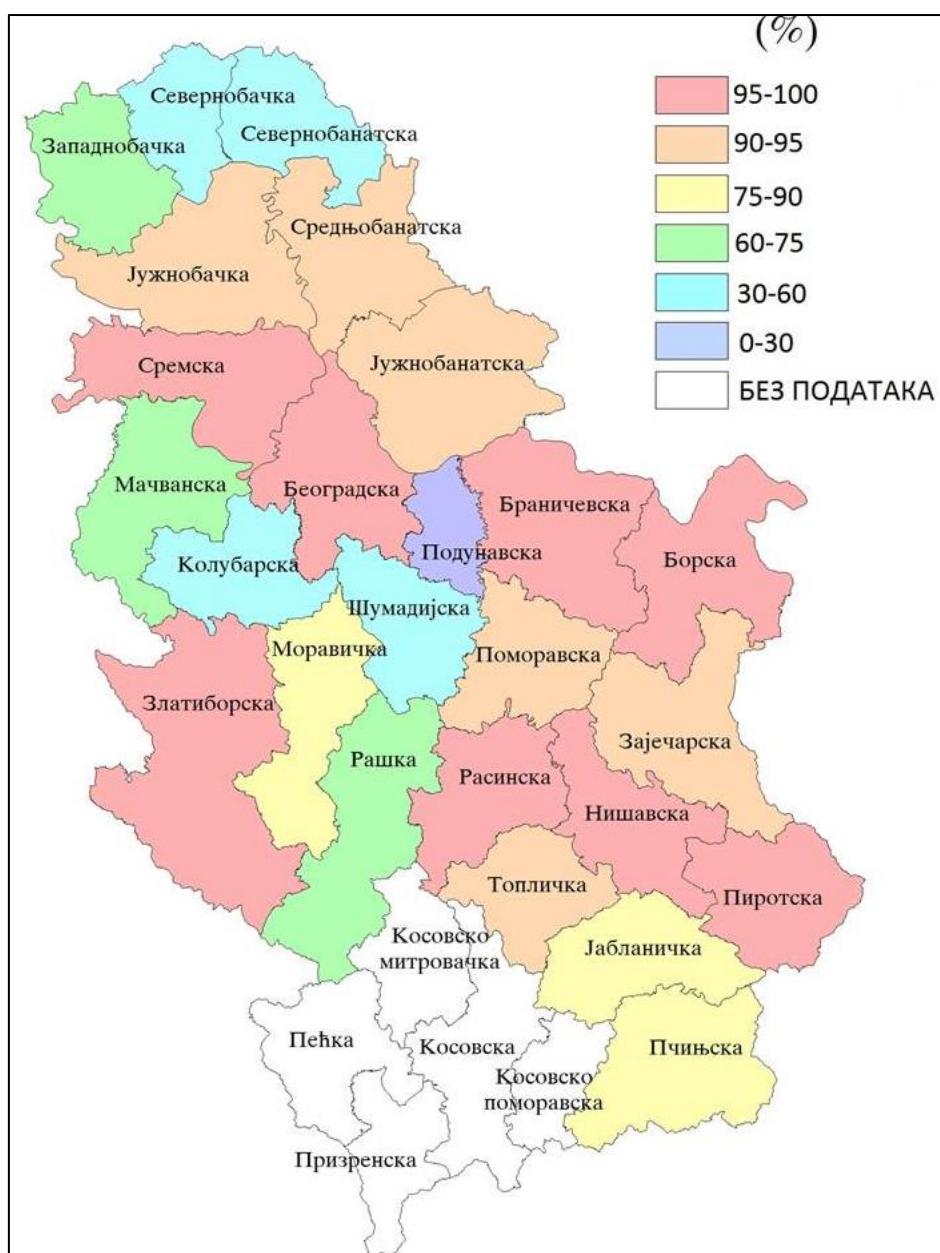 (%)
95-100
90-95
75-90
60-75
30-60
0-30
БЕЗ ПОДАТАКА
Севернобачка
Севернобанатска
Западнобачка
Средњобанатска
Јужнобачка
Јужнобанатска
Сремска
Мачванска
Београдска
Браничевска
Подунавска
Борска
Колубарска
Шумадијска
Моравичка
Поморавска
Златиборска
Зајечарска
Рашка
Расинска
Нишавска
Топличка
Пиротска
Косовско
митровачка
Јабланичка
Пећка
Косовска
Пчињска
Косовско
поморавска
Призренска